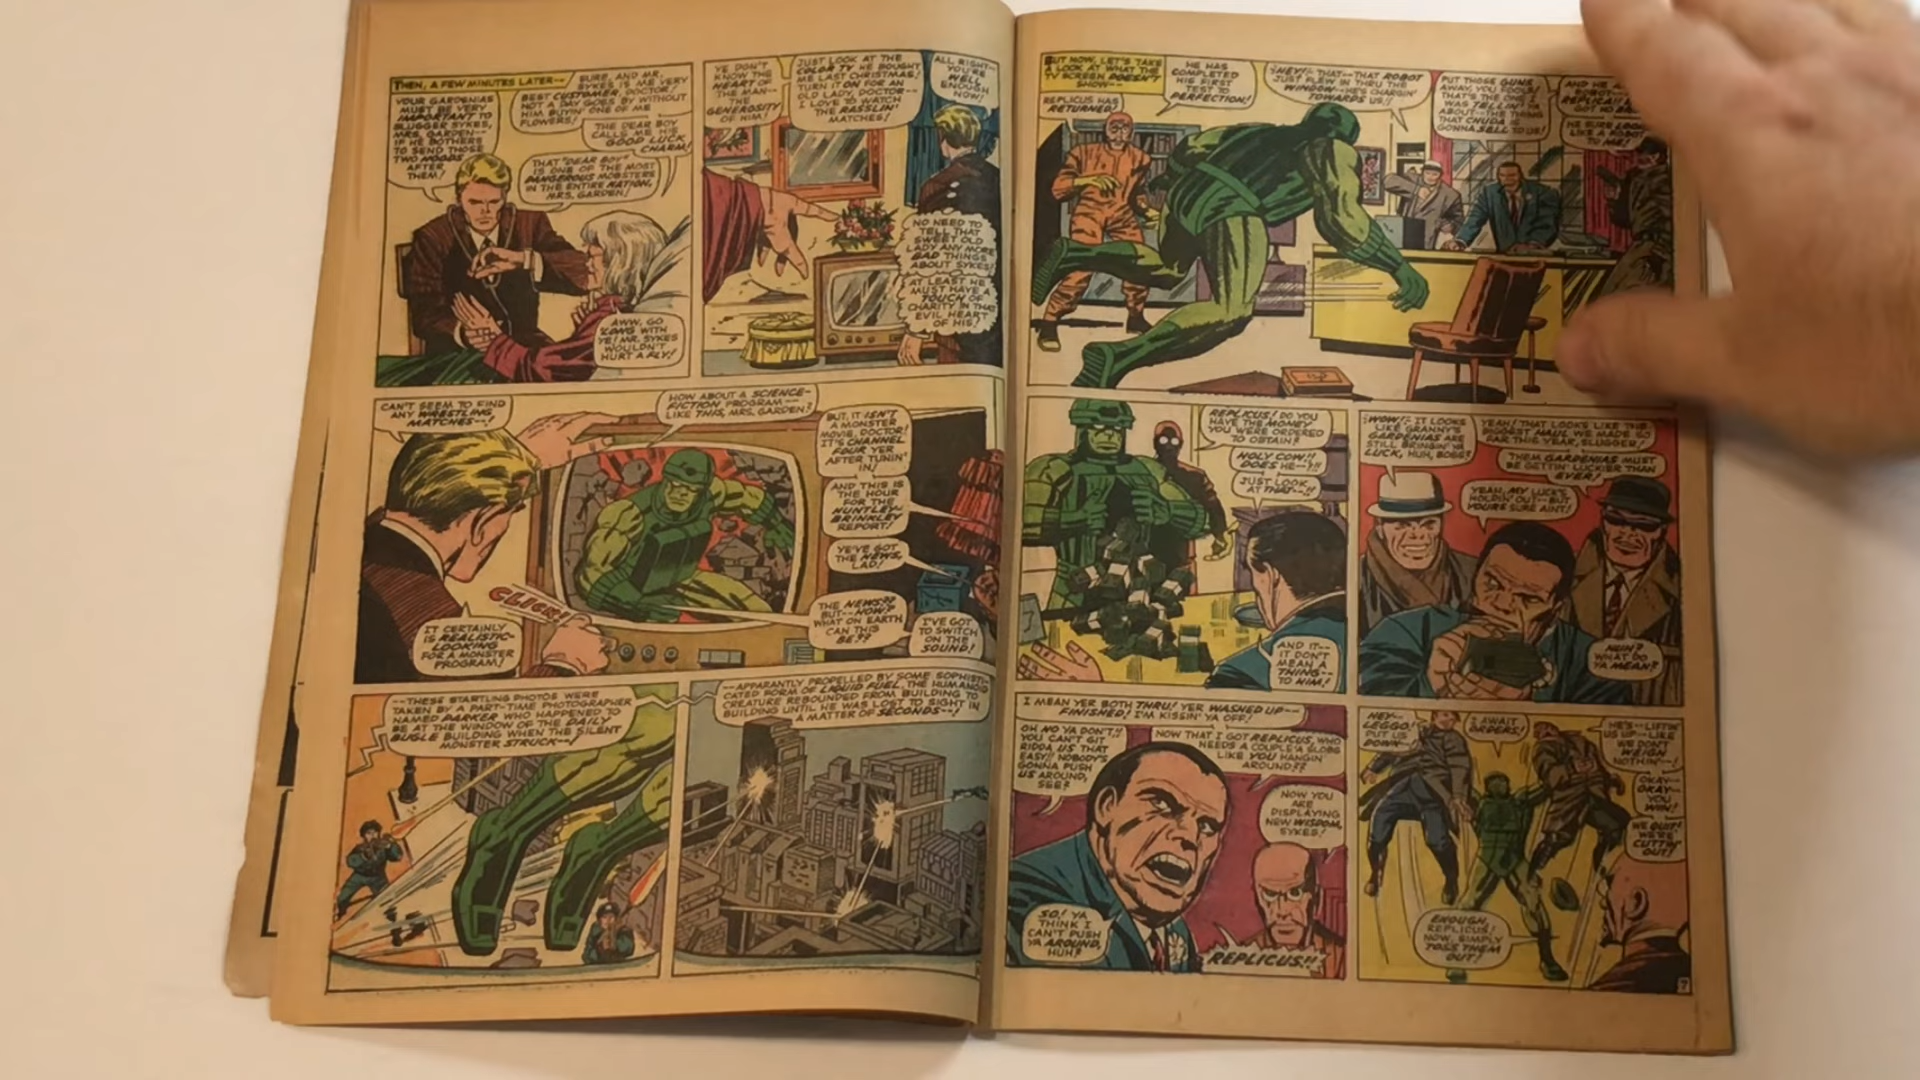 THEN, A FEW MINUTES LATER--
YOUR GARDENIAS
MUST BE VERY
IMPORTANT TO
BLUGGER SYKES,
MRS. GARDEN--
IF HE BOTHERS
TO SEND THOSE
TWO HOODS
AFTER
THEM!
SURE, AND MR.
SYKES IS ME VERY
BEST CUSTOMER, DOCTOR!
NOT A DAY GOES BY WITHOUT
HIM BUYIN' ONE OF ME
FLOWERS!
THE DEAR BOY
CALLS ME HIS
GOOD LUCK
CHARM!
THAT "DEAR BOY"
IS ONE OF THE MOST
DANGEROUS MOBSTERS
IN THE ENTIRE NATION,
MRS. GARDEN!
AWW, GO
'LONG WITH
YE! MR. SYKES
WOULDN'T
HURT A FLY!
YE DON'T
KNOW THE
HEART OF
THE MAN--
THE
GENEROSITY
OF HIM!
JUST LOOK AT THE
COLOR TV HE BOUGHT
ME LAST CHRISTMAS!
TURN IT ON FOR AN
OLD LADY, DOCTOR--
I LOVE TO WATCH
THE RASSLIN'
MATCHES!
ALL RIGHT--
YOU'RE
WELL
ENOUGH
NOW!
NO NEED TO
TELL THAT
SWEET OLD
LADY ANY MORE
BAD THINGS
ABOUT SYKES!
AT LEAST HE
MUST HAVE A
TOUCH OF
CHARITY IN THAT
EVIL HEART
OF HIS!
CAN'T SEEM TO FIND
ANY WRESTLING
MATCHES--!
HOW ABOUT A SCIENCE-
FICTION PROGRAM--
LIKE THIS, MRS. GARDEN?
BUT, IT ISN'T
A MONSTER
MOVIE, DOCTOR!
IT'S CHANNEL
FOUR YER
AFTER TUNIN'
IN!
AND THIS IS
THE HOUR
FOR THE
HUNTLEY-
BRINKLEY
REPORT!
YE'VE GOT
THE NEWS,
LAD!
CLICK!
IT CERTAINLY
IS REALISTIC-
LOOKING
FOR A MONSTER
PROGRAM!
THE NEWS??
BUT--HOW?
WHAT ON EARTH
CAN THIS
BE??
I'VE GOT
TO SWITCH
ON THE
SOUND!
--THESE STARTLING PHOTOS WERE
TAKEN BY A PART-TIME PHOTOGRAPHER
NAMED PARKER WHO HAPPENED TO
BE AT THE WINDOW OF THE DAILY
BUGLE BUILDING WHEN THE SILENT
MONSTER STRUCK--!
--APPARANTLY PROPELLED BY SOME SOPHISTI-
CATED FORM OF LIQUID FUEL, THE HUMANOID
CREATURE REBOUNDED FROM BUILDING TO
BUILDING UNTIL HE WAS LOST TO SIGHT IN
A MATTER OF SECONDS--!
BUT NOW, LET'S TAKE
A LOOK AT WHAT THE
TV SCREEN DOESN'T
SHOW--
REPLICUS HAS
RETURNED!
HE HAS
COMPLETED
HIS FIRST
TEST TO
PERFECTION!
HEY! THAT--THAT ROBOT
JUST FLEW IN THRU THE
WINDOW--HE'S CHARGIN'
TOWARDS US!!
PUT THOSE GUNS
AWAY, YOU FOOLS!
THAT'S THE ONE I
WAS TELLING YA
ABOUT--THE THING
THAT CHUDA IS
GONNA SELL TO US!
REPLICUS! DO YOU
HAVE THE MONEY
YOU WERE ORDERED
TO OBTAIN?
HOLY COW!!
DOES HE--?!!
JUST LOOK
AT THAT--!!
AND IT--
IT DON'T
MEAN A
THING--
TO HIM!
WOW!-- IT LOOKS
LIKE GRANNY'S
GARDENIAS ARE
STILL BRINGIN' YA
LUCK, HUH, BOSS?
YEAH! THAT LOOKS LIKE THE
BIGGEST HAUL WE MADE SO
FAR THIS YEAR, SLUGGER!
THEM GARDENIAS MUST
BE GETTIN' LUCKIER THAN
EVER!
YEAH, MY LUCK'S
HOLDIN' OUT--BUT
YOURS SURE AINT!
HUH?
WHAT DO
YA MEAN?
I MEAN YER BOTH THRU! YER WASHED UP--
FINISHED! I'M KISSIN' YA OFF!
OH NO YA DON'T!!
YOU CAN'T GIT
RIDDA US THAT
EASY!! NOBODY'S
GONNA PUSH
US AROUND,
SEE?
NOW THAT I GOT REPLICUS, WHO
NEEDS A COUPLE'A SLOBS
LIKE YOU HANGIN'
AROUND??
NOW YOU
ARE
DISPLAYING
NEW WISDOM,
SYKES!
SO! YA
THINK I
CAN'T PUSH
YA AROUND,
HUH?
REPLICUS!!
HEY--
LEGGO!
PUT US
DOWN--
I AWAIT
ORDERS!
HE'S--LIFTIN'
US UP--LIKE
WE DON'T
WEIGH
NOTHIN'--!
OKAY--
OKAY--
YOU
WIN!
WE QUIT!
WE'RE
CUTTIN'
OUT!
ENOUGH,
REPLICUS!
NOW, SIMPLY
TOSS THEM
OUT!
7